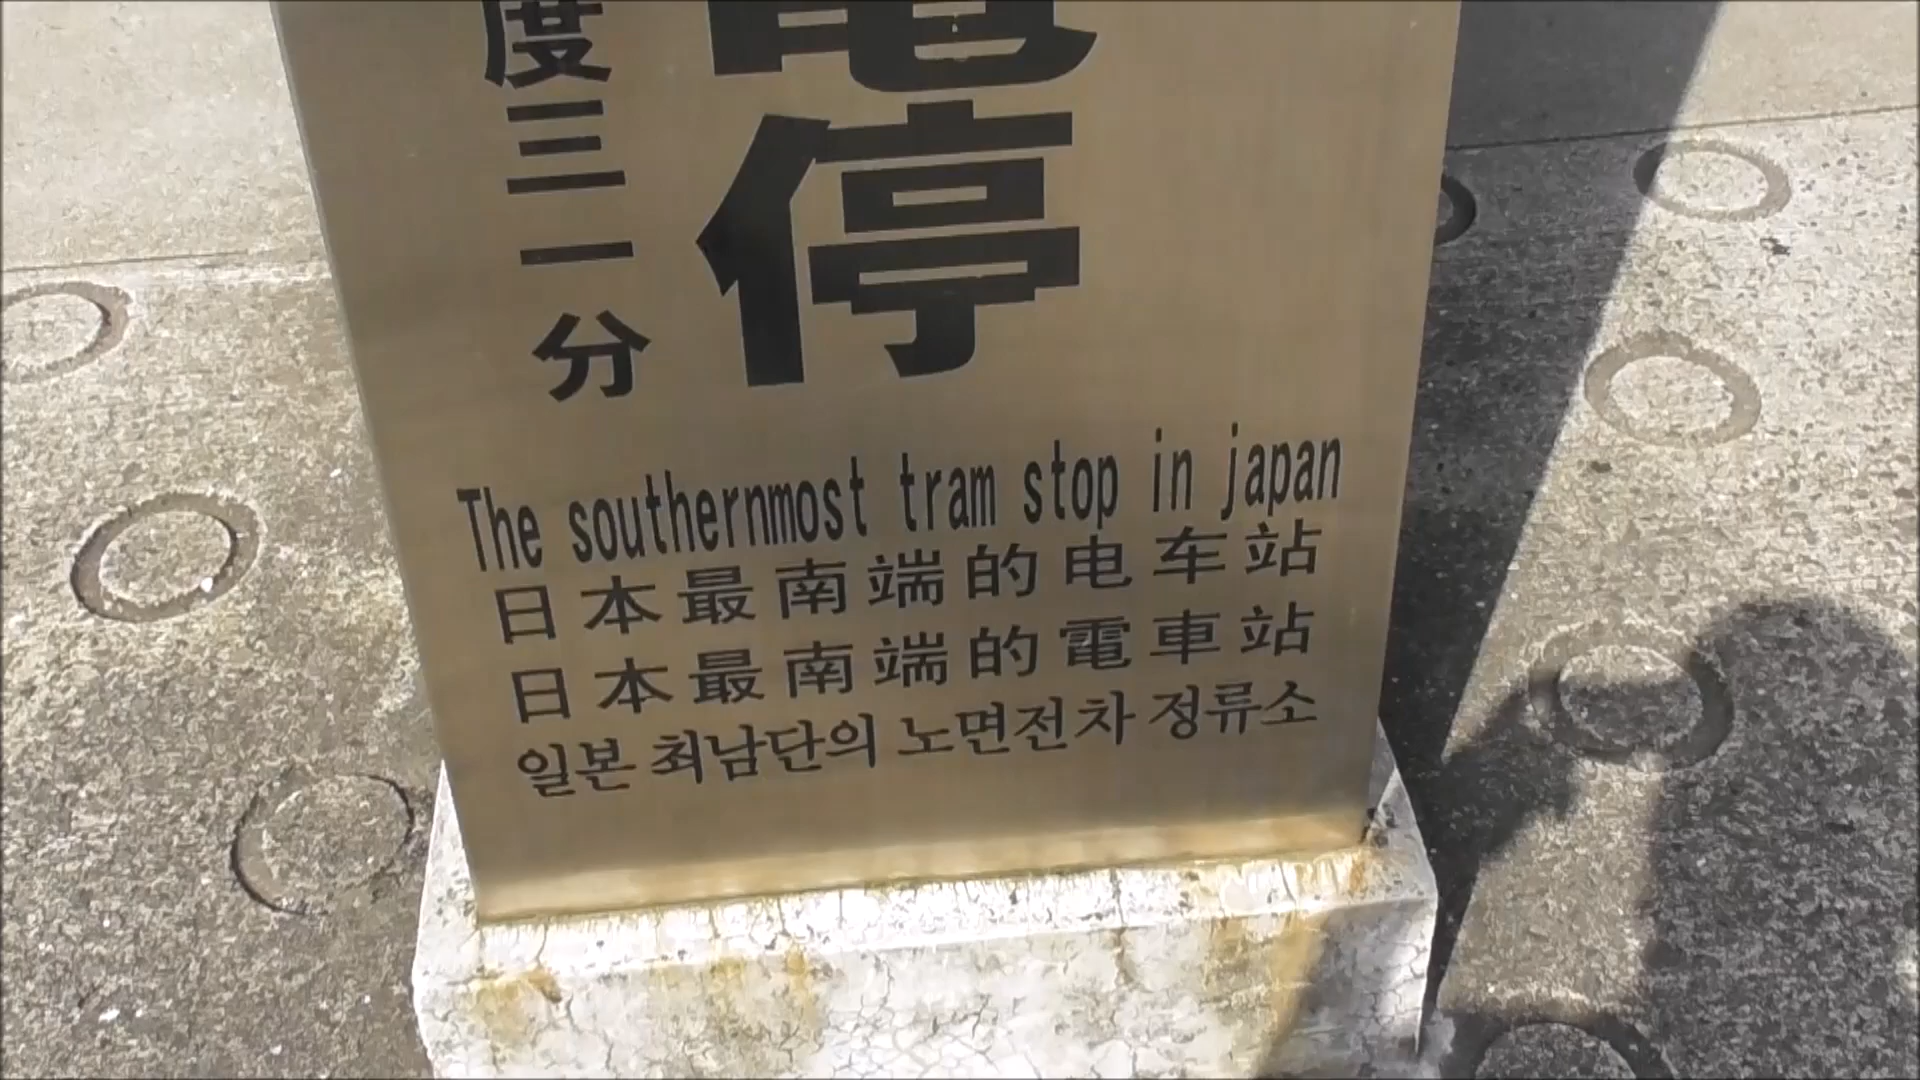 電停
度三一分
The southernmost tram stop in japan
日本最南端的电车站
日本最南端的電車站
일본 최남단의 노면전차 정류소